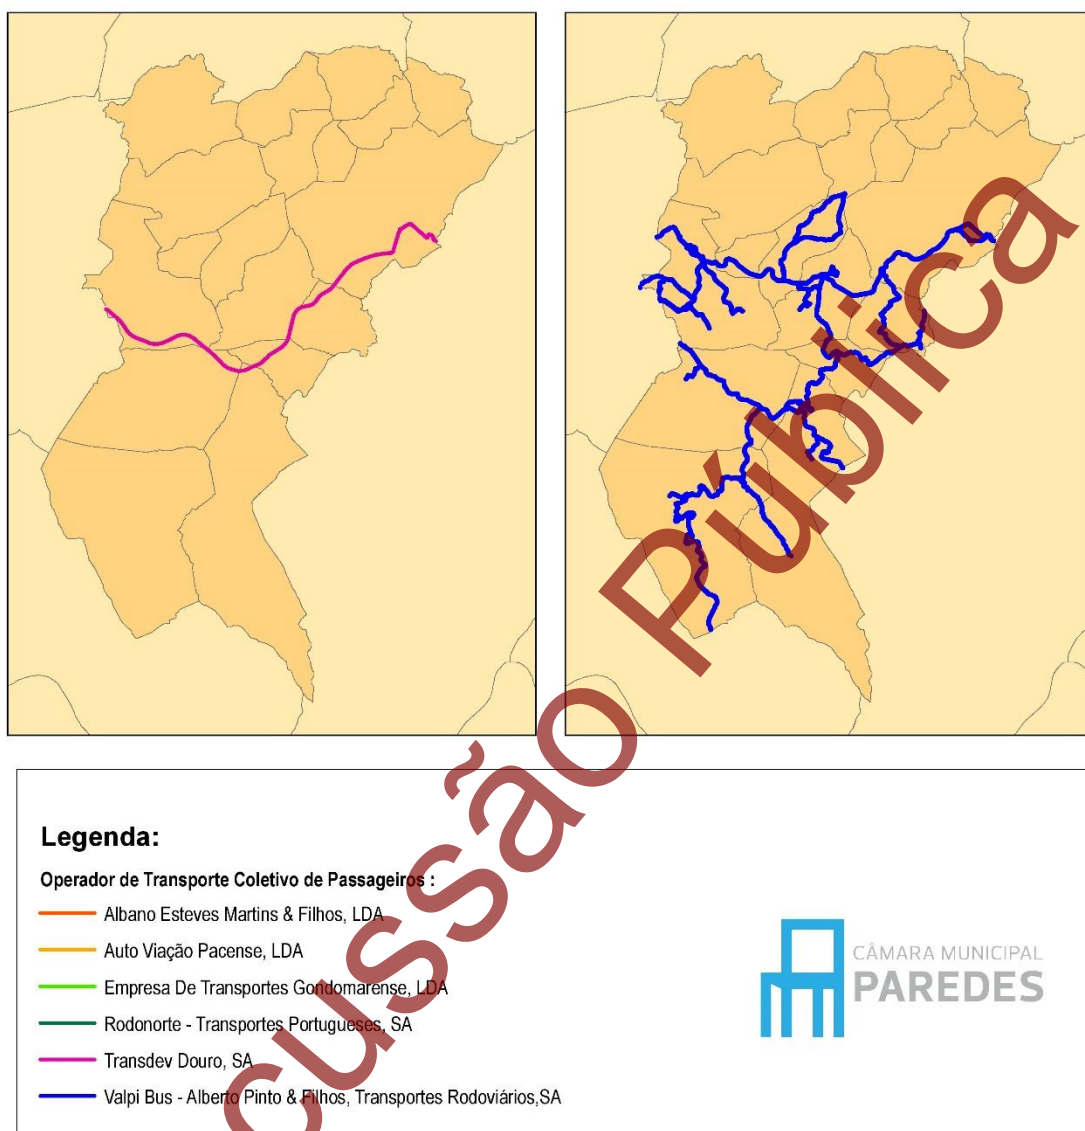 Legenda:
Operador de Transporte Coletivo de Passageiros :
Albano Esteves Martins & Filhos, LDA
Auto Viação Pacense, LDA
Empresa De Transportes Gondomarense, LDA
Rodonorte - Transportes Portugueses, SA
Transdev Douro, SA
Valpi Bus - Alberto Pinto & Filhos, Transportes Rodoviários,SA
CÂMARA MUNICIPAL
PAREDES
cussão Pública